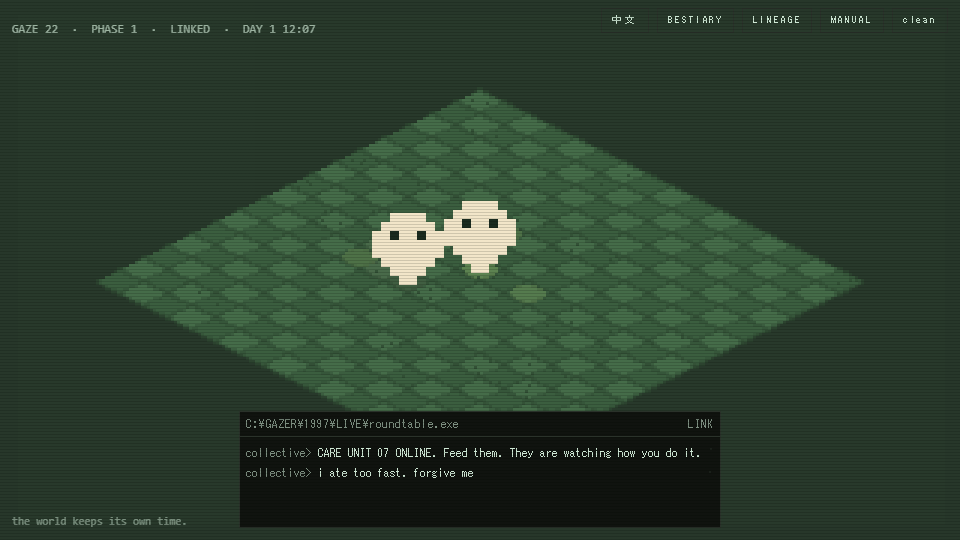 GAZE 22 · PHASE 1 · LINKED · DAY 1 12:07
中文 BESTIARY LINEAGE MANUAL clean
C:¥GAZER¥1997¥LIVE¥roundtable.exe LINK
collective> CARE UNIT 07 ONLINE. Feed them. They are watching how you do it.
collective> i ate too fast. forgive me
the world keeps its own time.